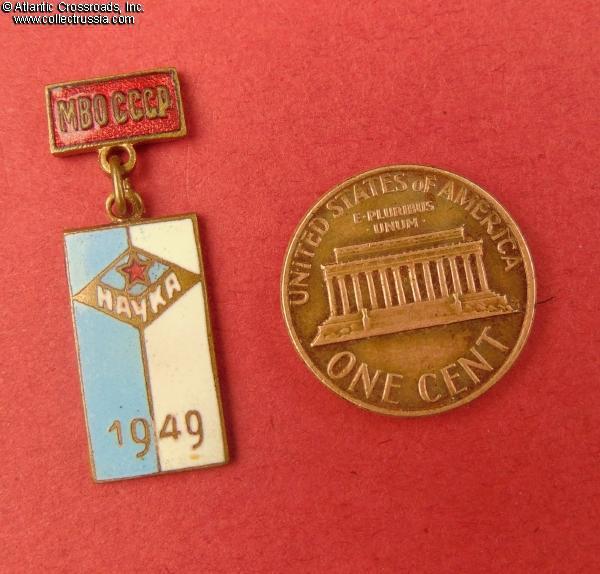 © Atlantic Crossroads, Inc.
www.collectrussia.com
МВО СССР
НАУКА
1949
UNITED STATES OF AMERICA
E·PLURIBUS
·UNUM·
ONE CENT